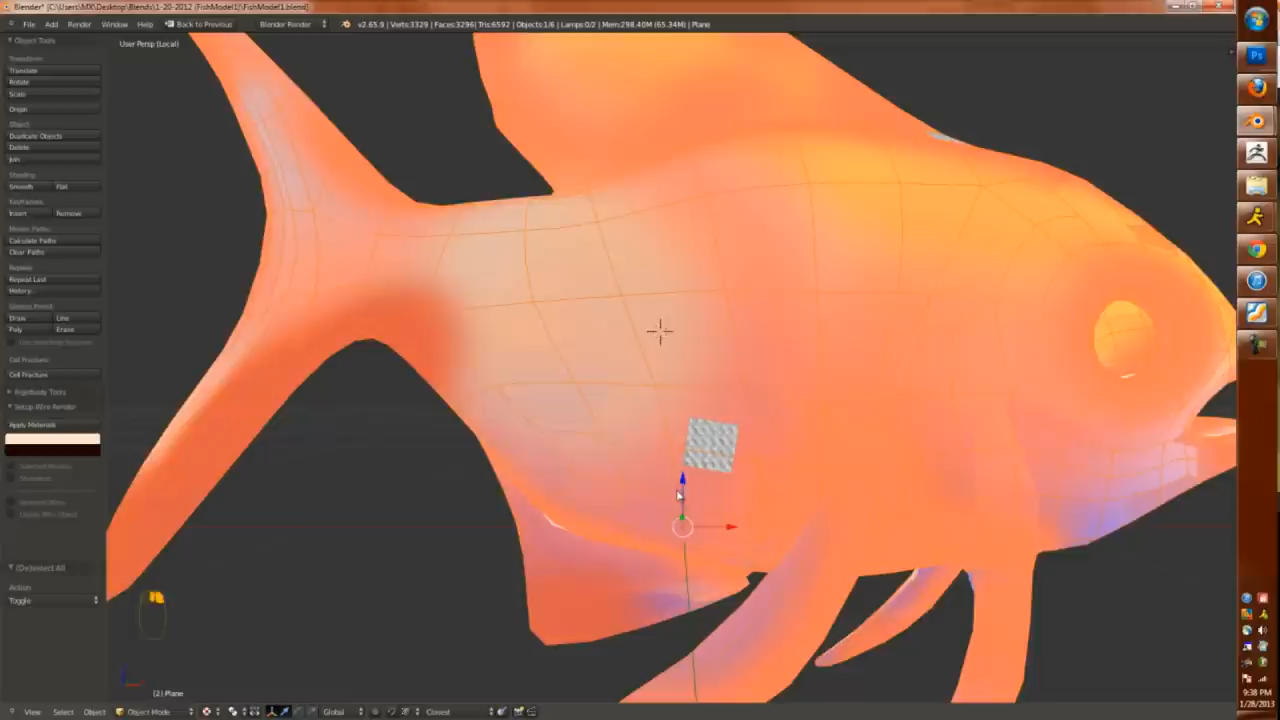 Blender* [C:\Users\MX\Desktop\Blends\1-20-2012 (FishModel1)\FishModel1.blend]
File Add Render Window Help Back to Previous Blender Render v2.65.9 | Verts:3329 | Faces:3296| Tris:6592 | Objects:1/6 | Lamps:0/2 | Mem:298.40M (65.34M) | Plane
Object Tools
User Persp (Local)
Transform:
Translate
Rotate
Scale
Origin
Object:
Duplicate Objects
Delete
Join
Shading:
Smooth Flat
Keyframes:
Insert Remove
Motion Paths:
Calculate Paths
Clear Paths
Repeat:
Repeat Last
History...
Grease Pencil:
Draw Line
Poly Erase
Cell Fracture:
Cell Fracture
Rigidbody Tools
Setup Wire Render
Apply Materials
(De)select All
Action
Toggle
(2) Plane
View Select Object Object Mode Global Closest
Ps
9:38 PM
1/28/2013